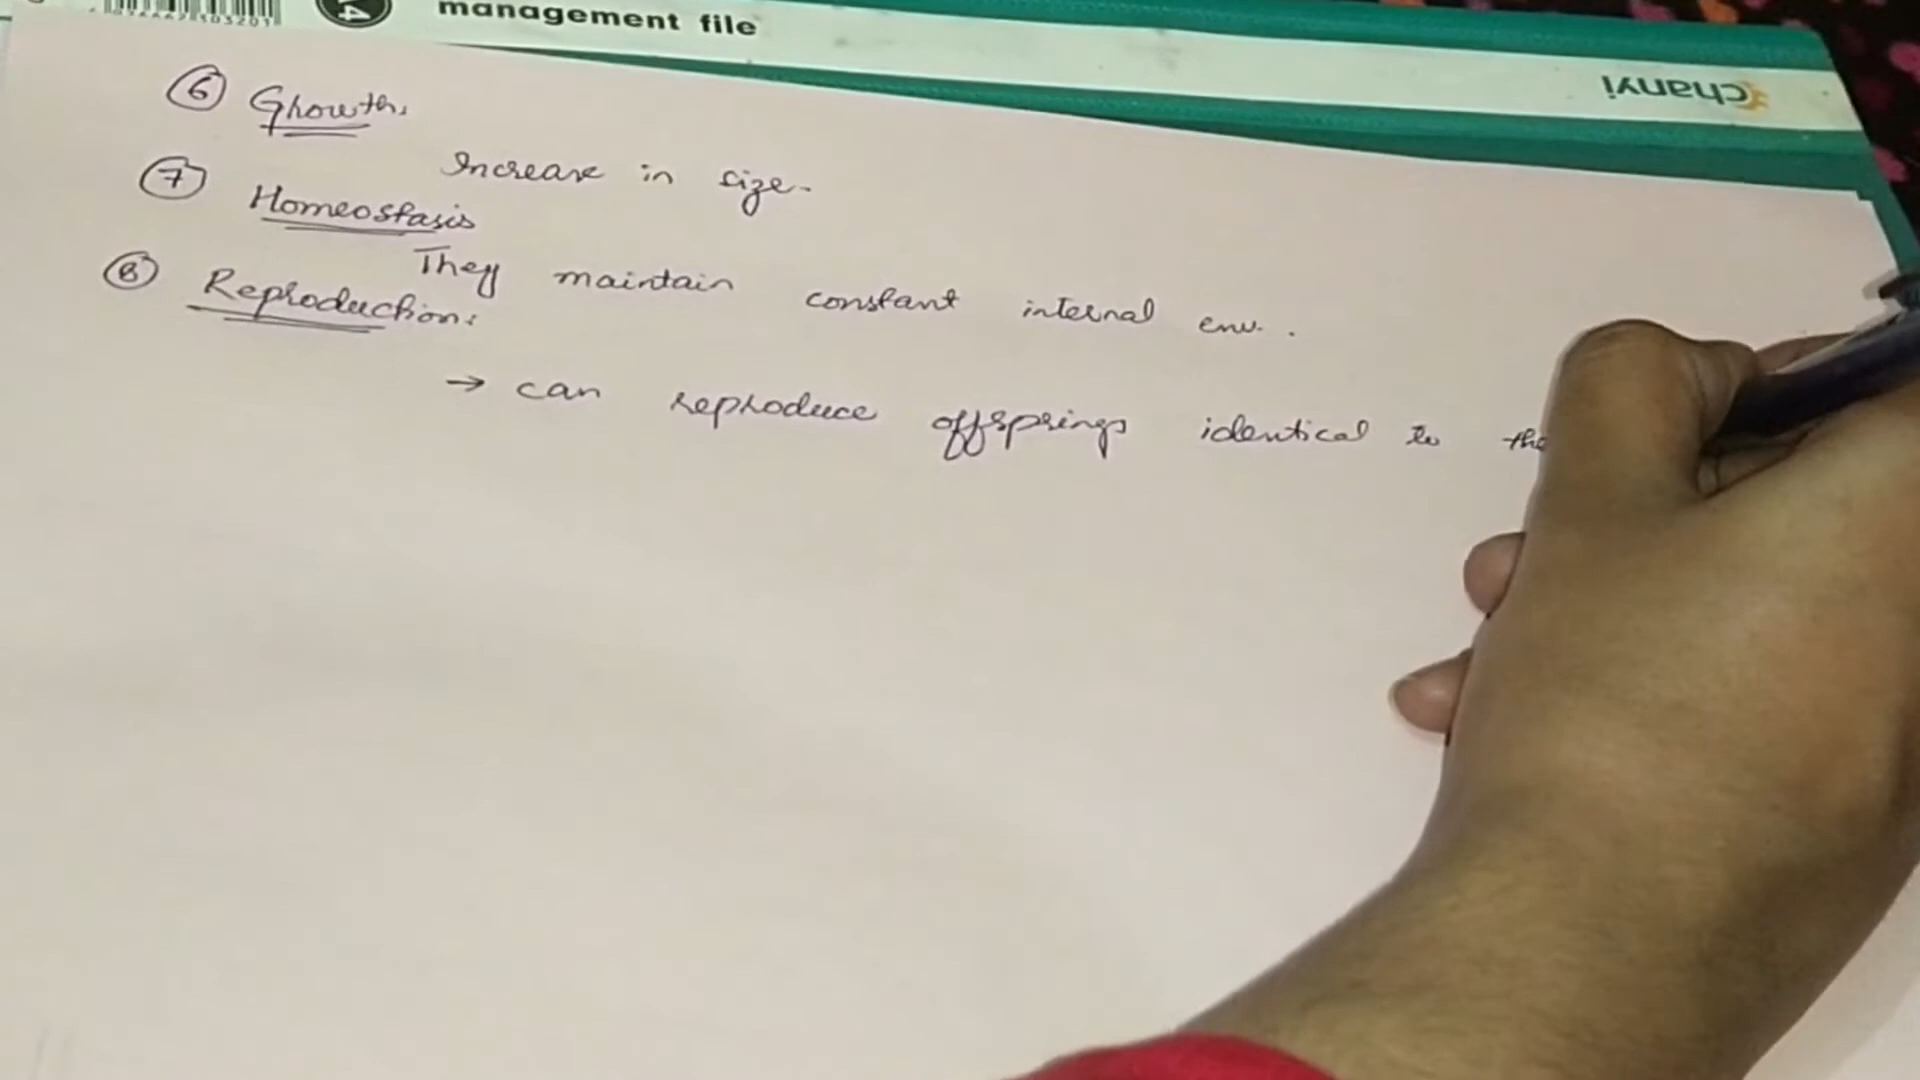 management file
chanyi
6 Growth:
Increase in size.
7 Homeostasis
They maintain constant internal env.
8 Reproduction:
→ can reproduce offsprings identical to the